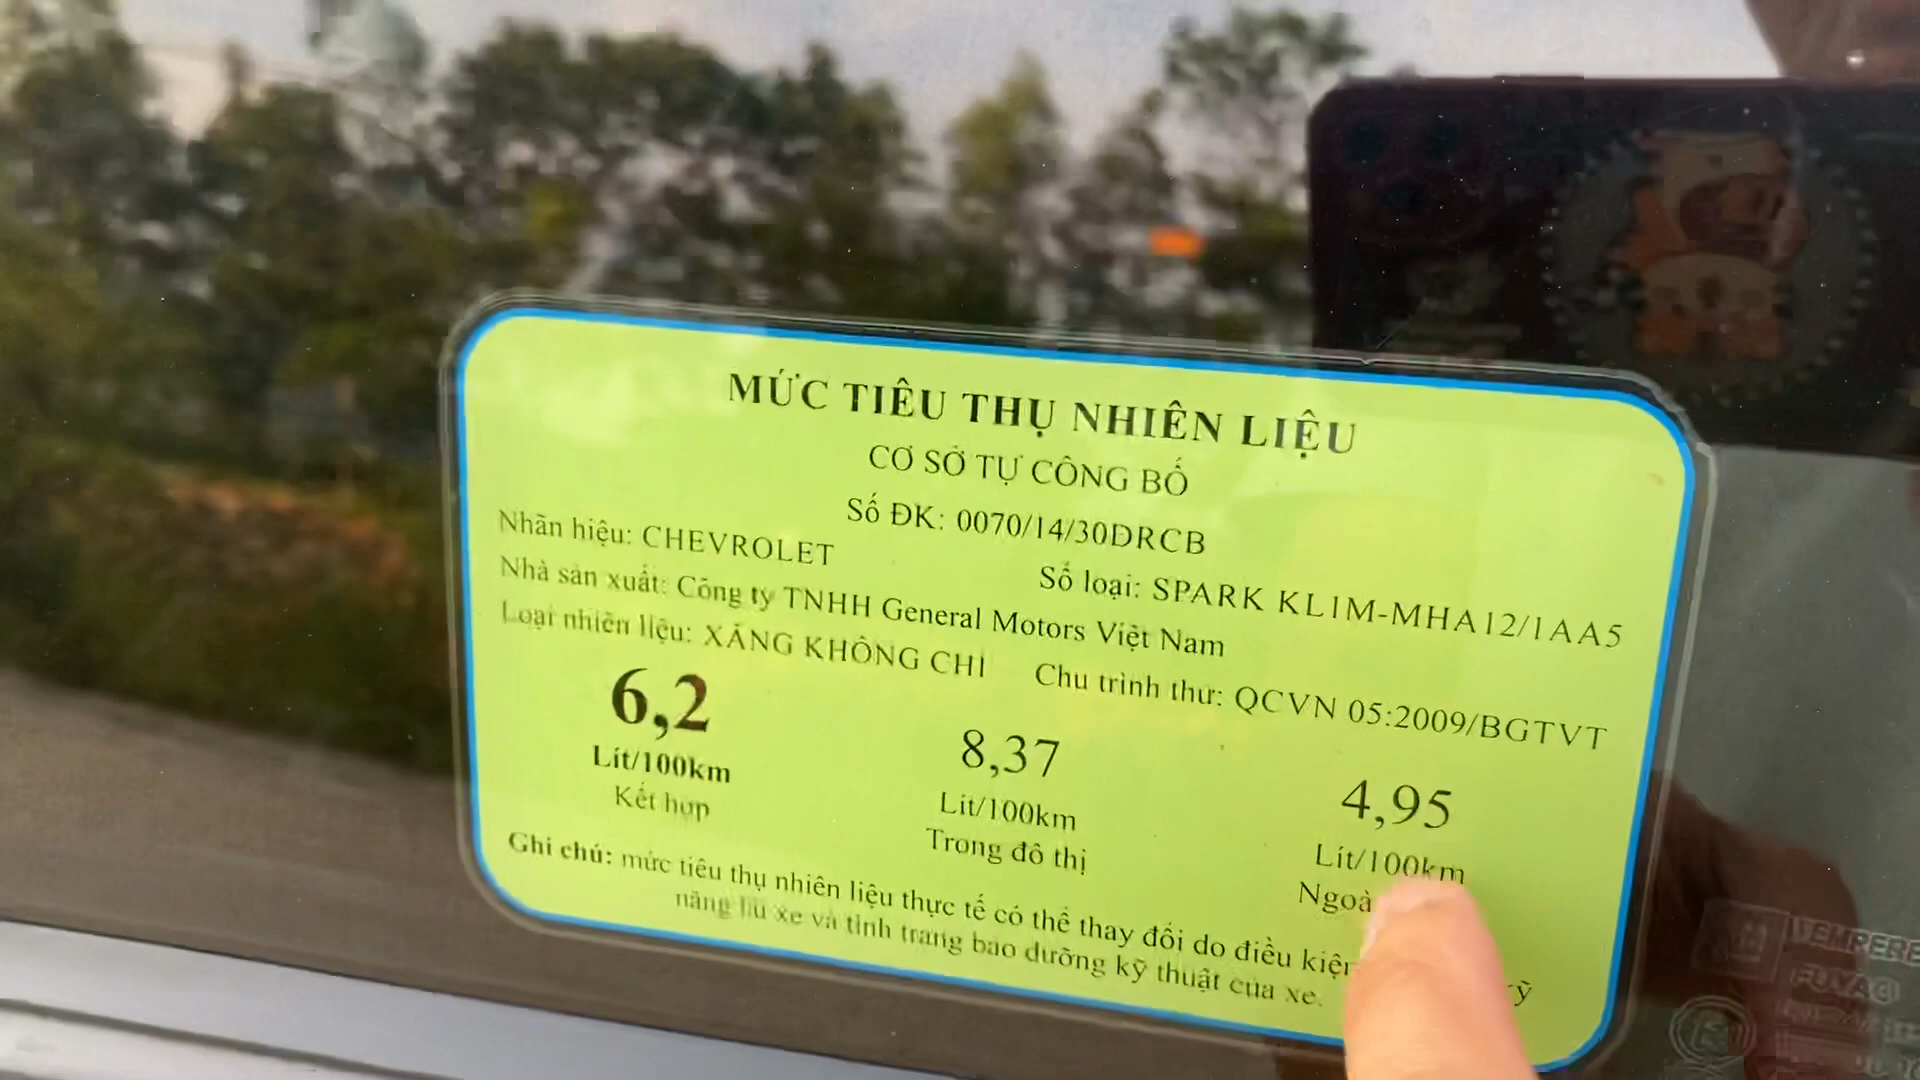 MỨC TIÊU THỤ NHIÊN LIỆU
CƠ SỞ TỰ CÔNG BỐ
Số ĐK: 0070/14/30DRCB
Nhãn hiệu: CHEVROLET
Số loại: SPARK KL1M-MHA12/1AA5
Nhà sản xuất: Công ty TNHH General Motors Việt Nam
Loại nhiên liệu: XĂNG KHÔNG CHÌ
Chu trình thử: QCVN 05:2009/BGTVT
6,2
Lít/100km
Kết hợp
8,37
Lít/100km
Trong đô thị
4,95
Lít/100km
Ghi chú: mức tiêu thụ nhiên liệu thực tế có thể thay đổi do điều kiện
năng lái xe và tình trạng bảo dưỡng kỹ thuật của xe.